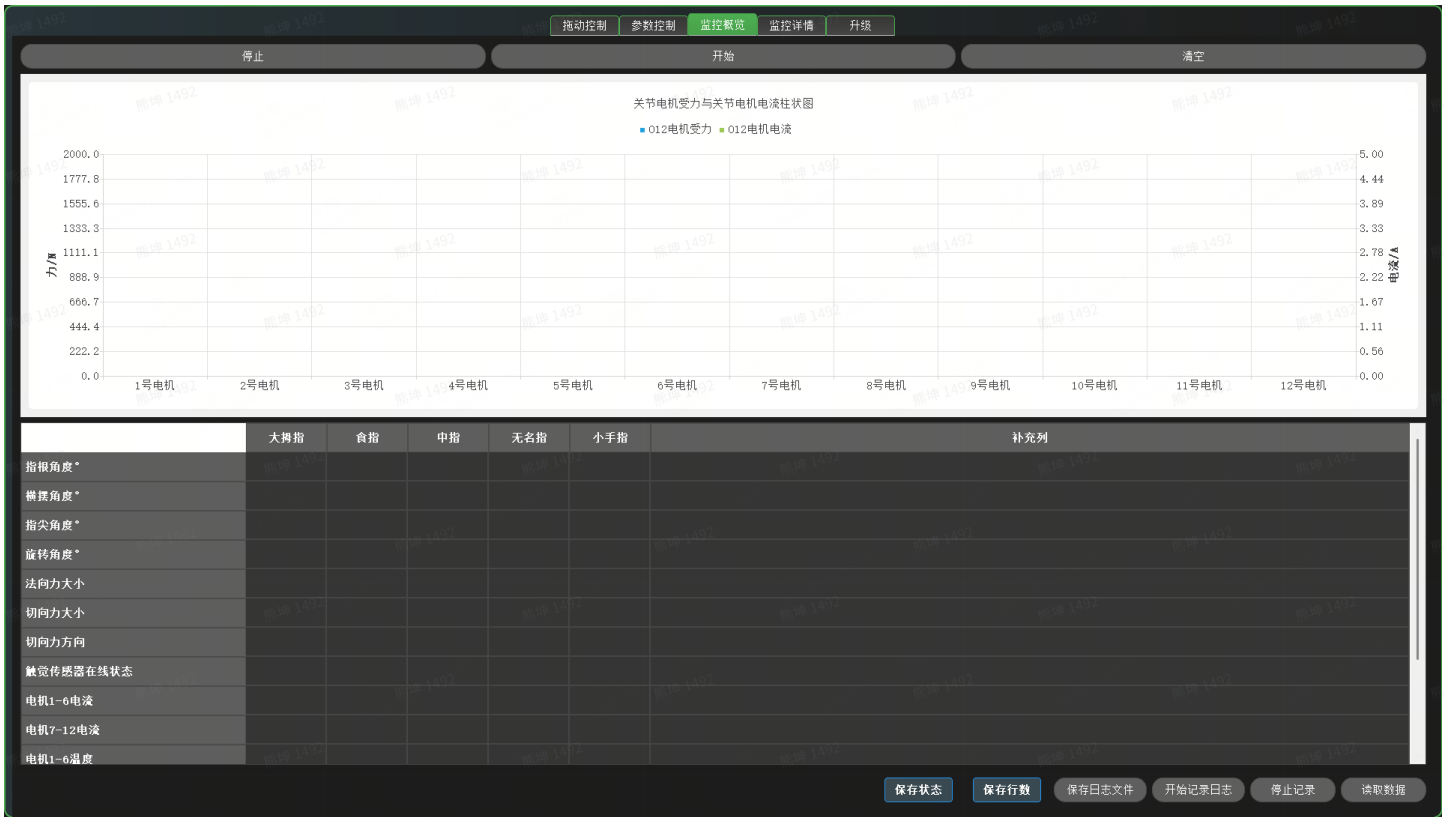 拖动控制 参数控制 监控概览 监控详情 升级
停止 开始 清空
关节电机受力与关节电机电流柱状图
012电机受力 012电机电流
2000.0 5.00
1777.8 4.44
1555.6 3.89
1333.3 3.33
1111.1 2.78
力/N 电流/A
888.9 2.22
666.7 1.67
444.4 1.11
222.2 0.56
0.0 0.00
1号电机 2号电机 3号电机 4号电机 5号电机 6号电机 7号电机 8号电机 9号电机 10号电机 11号电机 12号电机
大拇指 食指 中指 无名指 小手指 补充列
指根角度°
横摆角度°
指尖角度°
旋转角度°
法向力大小
切向力大小
切向力方向
触觉传感器在线状态
电机1-6电流
电机7-12电流
电机1-6温度
保存状态 保存行数 保存日志文件 开始记录日志 停止记录 读取数据
熊坤 1492